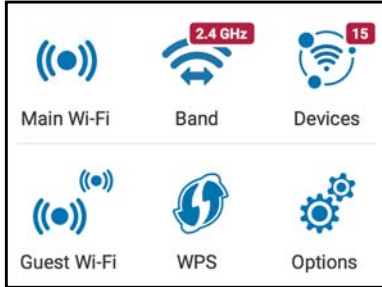 2.4 GHz
15
Main Wi-Fi
Band
Devices
Guest Wi-Fi
WPS
Options